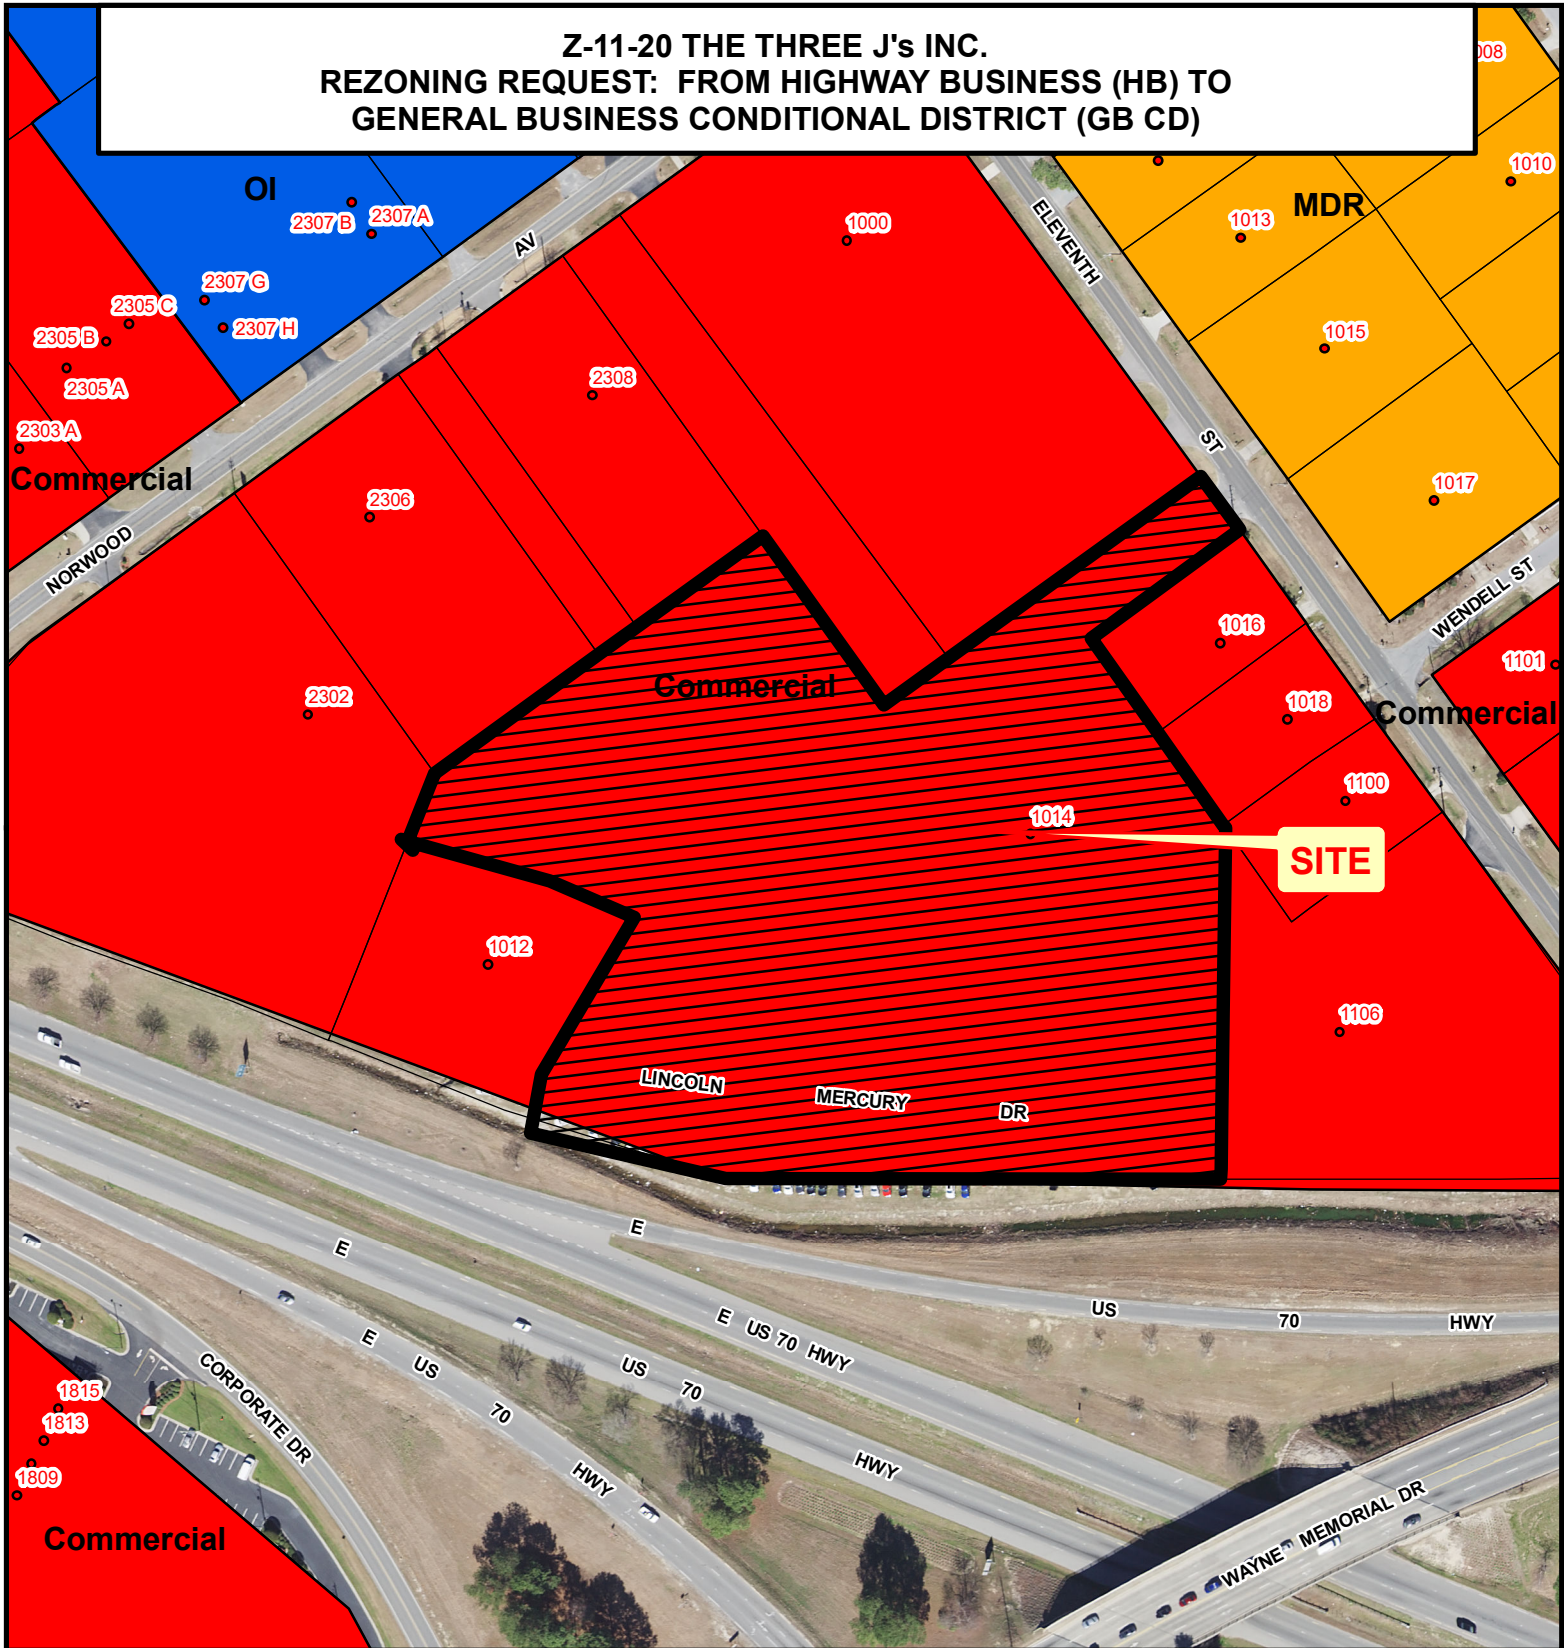 Z-11-20 THE THREE J's INC.
REZONING REQUEST: FROM HIGHWAY BUSINESS (HB) TO
GENERAL BUSINESS CONDITIONAL DISTRICT (GB CD)
1010
OI
MDR
2307 B
2307 A
1000
1013
AV
ELEVENTH
2307 G
2305 C
2307 H
2305 B
1015
2305 A
2308
2303 A
ST
Commercial
1017
2306
NORWOOD
WENDELL ST
1016
1101
Commercial
2302
1018
Commercial
1100
1014
SITE
1012
1106
LINCOLN MERCURY DR
E
E
US 70 HWY
E US 70 HWY
E US 70 HWY
US 70 HWY
CORPORATE DR
1815
1813
1809
Commercial
WAYNE MEMORIAL DR